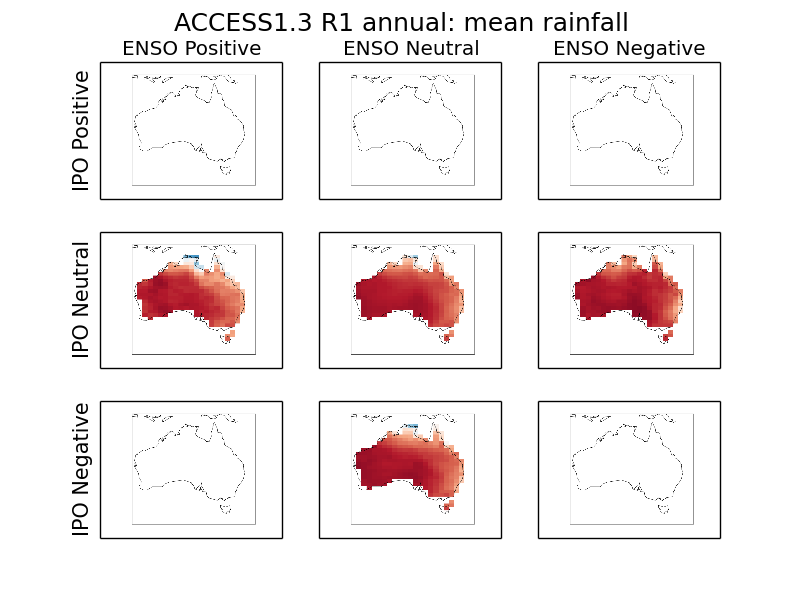 ACCESS1.3 R1 annual: mean rainfall
ENSO Positive
ENSO Neutral
ENSO Negative
IPO Positive
IPO Neutral
IPO Negative